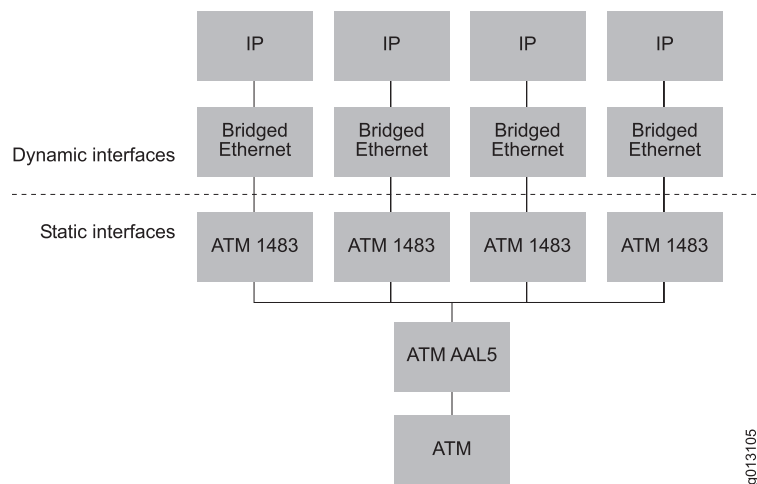 IP IP IP IP
Dynamic interfaces
Bridged Ethernet
Bridged Ethernet
Bridged Ethernet
Bridged Ethernet
Static interfaces
ATM 1483 ATM 1483 ATM 1483 ATM 1483
ATM AAL5
ATM
g013105